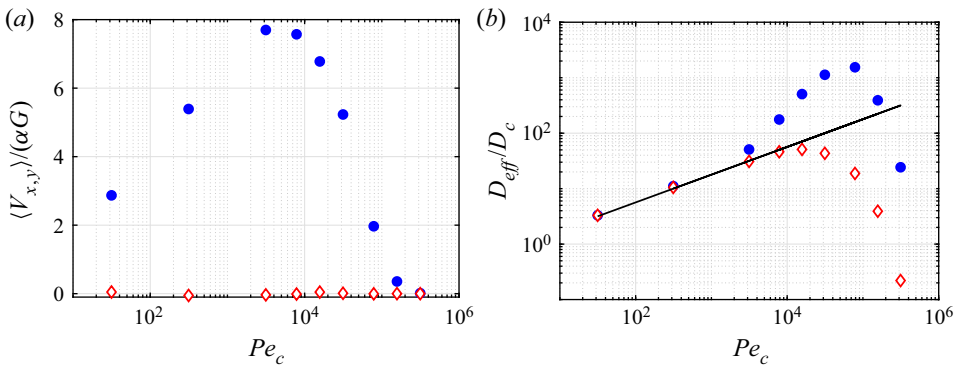 (a)
8
6
4
2
0
10^2
10^4
10^6
⟨V_{x,y}⟩/(αG)
Pe_c
(b)
10^4
10^2
10^0
10^2
10^4
10^6
D_{eff}/D_c
Pe_c